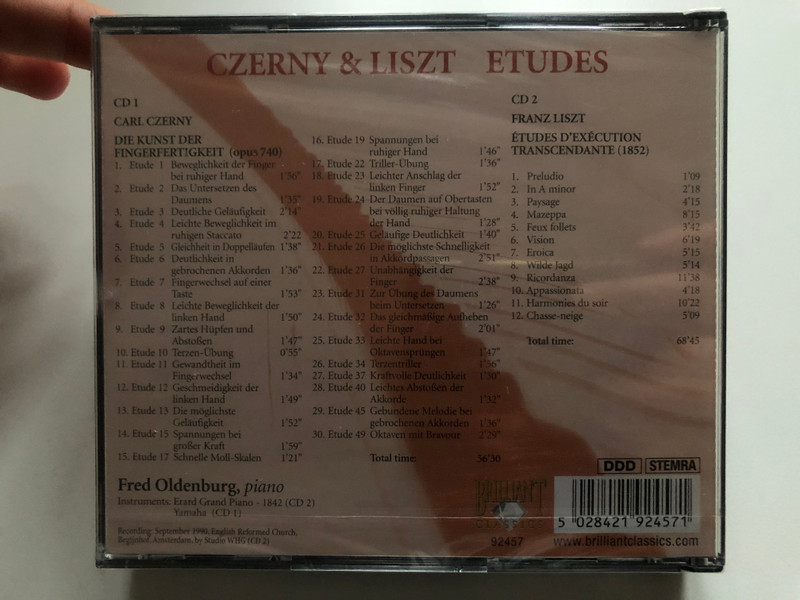 CZERNY & LISZT ETUDES
CD 1
CARL CZERNY
DIE KUNST DER
FINGERFERTIGKEIT (opus 740)
1. Etude 1 Beweglichkeit der Finger
bei ruhiger Hand 1'56"
2. Etude 2 Das Untersetzen des
Daumens 1'35"
3. Etude 3 Deutliche Geläufigkeit 2'14"
4. Etude 4 Leichte Beweglichkeit im
ruhigen Staccato 2'22
5. Etude 5 Gleichheit in Doppelläufen 1'38"
6. Etude 6 Deutlichkeit in
gebrochenen Akkorden 1'36"
7. Etude 7 Fingerwechsel auf einer
Taste 1'53"
8. Etude 8 Leichte Beweglichkeit der
linken Hand 1'50"
9. Etude 9 Zartes Hüpfen und
Abstoßen 1'47"
10. Etude 10 Terzen-Übung 0'55"
11. Etude 11 Gewandtheit im
Fingerwechsel 1'34"
12. Etude 12 Geschmeidigkeit der
linken Hand 1'49"
13. Etude 13 Die möglichste
Geläufigkeit 1'52"
14. Etude 15 Spannungen bei
großer Kraft 1'59"
15. Etude 17 Schnelle Moll-Skalen 1'21"
16. Etude 19 Spannungen bei
ruhiger Hand 1'46"
17. Etude 22 Triller-Übung 1'36"
18. Etude 23 Leichter Anschlag der
linken Finger 1'52"
19. Etude 24 Der Daumen auf Obertasten
bei völlig ruhiger Haltung
der Hand 1'28"
20. Etude 25 Geläufige Deutlichkeit 1'40"
21. Etude 26 Die möglichste Schnelligkeit
in Akkordpassagen 2'51"
22. Etude 27 Unabhängigkeit der
Finger 2'38"
23. Etude 31 Zur Übung des Daumens
beim Untersetzen 1'26"
24. Etude 32 Das gleichmäßige Aufheben
der Finger 2'01"
25. Etude 33 Leichte Hand bei
Oktavensprüngen 1'47"
26. Etude 34 Terzentriller 1'56"
27. Etude 37 Kraftvolle Deutlichkeit 1'30"
28. Etude 40 Leichtes Abstoßen der
Akkorde 1'32"
29. Etude 45 Gebundene Melodie bei
gebrochenen Akkorden 1'36"
30. Etude 49 Oktaven mit Bravour 2'29"
Total time: 56'30
CD 2
FRANZ LISZT
ÉTUDES D'EXÉCUTION
TRANSCENDANTE (1852)
1. Preludio 1'09
2. In A minor 2'18
3. Paysage 4'15
4. Mazeppa 8'15
5. Feux follets 3'42
6. Vision 6'19
7. Eroica 5'15
8. Wilde Jagd 5'14
9. Ricordanza 11'38
10. Appassionata 4'18
11. Harmonies du soir 10'22
12. Chasse-neige 5'09
Total time: 68'45
Fred Oldenburg, piano
Instruments: Erard Grand Piano - 1842 (CD 2)
Yamaha (CD 1)
Recording: September 1990, English Reformed Church,
Begijnhof, Amsterdam, by Studio WHG (CD 2)
BRILLIANT
CLASSICS
92457
DDD STEMRA
5 028421 924571
www.brilliantclassics.com